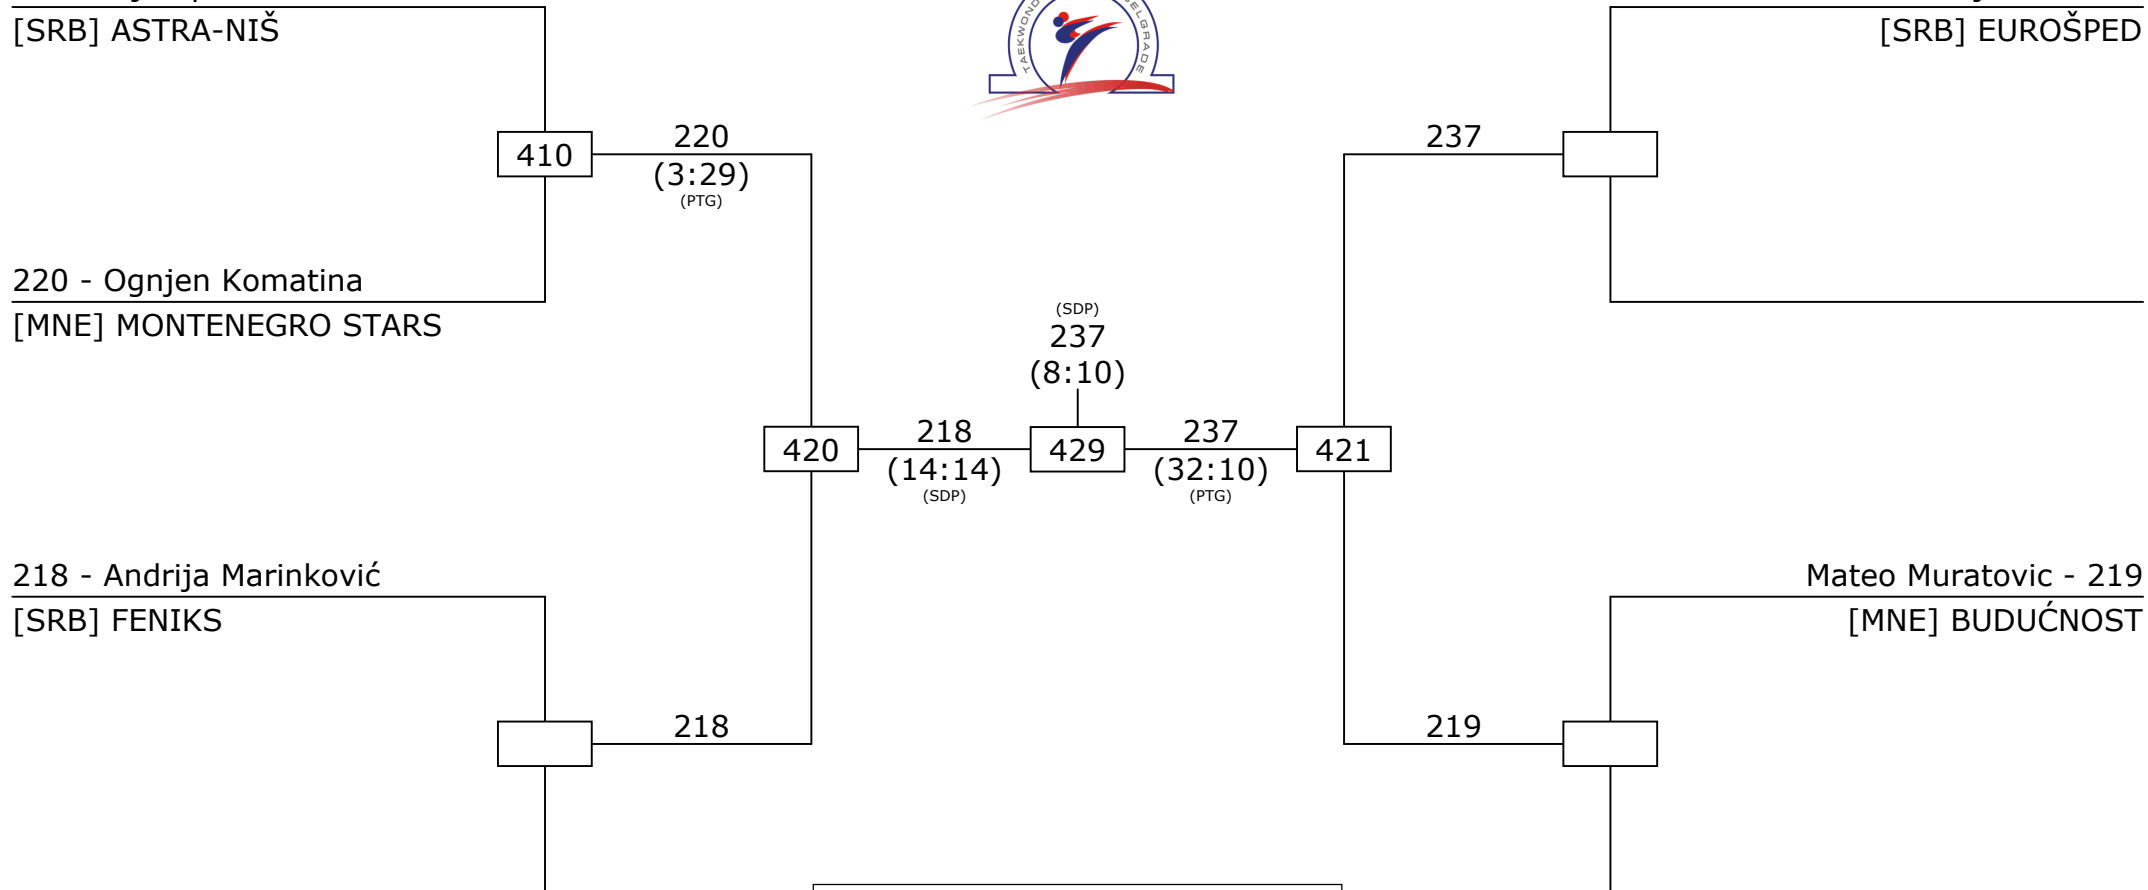 [SRB] ASTRA-NIŠ
[SRB] EUROŠPED
TAEKWONDO
BELGRADE
410
220
(3:29)
(PTG)
237
220 - Ognjen Komatina
[MNE] MONTENEGRO STARS
(SDP)
237
(8:10)
420
218
(14:14)
(SDP)
429
237
(32:10)
(PTG)
421
218 - Andrija Marinković
[SRB] FENIKS
Mateo Muratovic - 219
[MNE] BUDUĆNOST
218
219